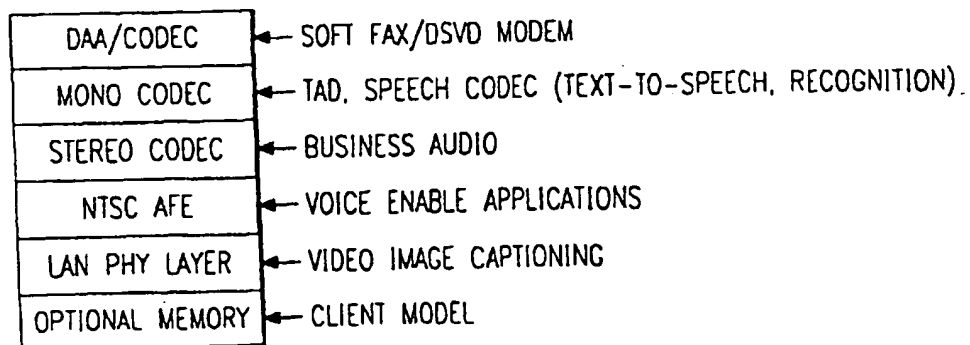 DAA/CODEC SOFT FAX/DSVD MODEM
MONO CODEC TAD, SPEECH CODEC (TEXT-TO-SPEECH, RECOGNITION)
STEREO CODEC BUSINESS AUDIO
NTSC AFE VOICE ENABLE APPLICATIONS
LAN PHY LAYER VIDEO IMAGE CAPTIONING
OPTIONAL MEMORY CLIENT MODEL